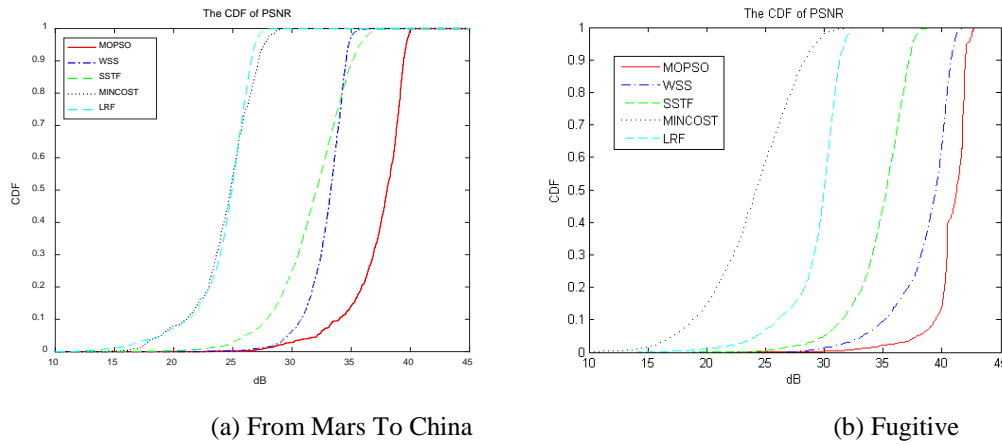 The CDF of PSNR
1
0.9
0.8
0.7
0.6
0.5
0.4
0.3
0.2
0.1
0
CDF
MOPSO
WSS
SSTF
MINCOST
LRF
10 15 20 25 30 35 40 45
dB
(a) From Mars To China
The CDF of PSNR
1
0.9
0.8
0.7
0.6
0.5
0.4
0.3
0.2
0.1
0
CDF
MOPSO
WSS
SSTF
MINCOST
LRF
10 15 20 25 30 35 40 45
dB
(b) Fugitive